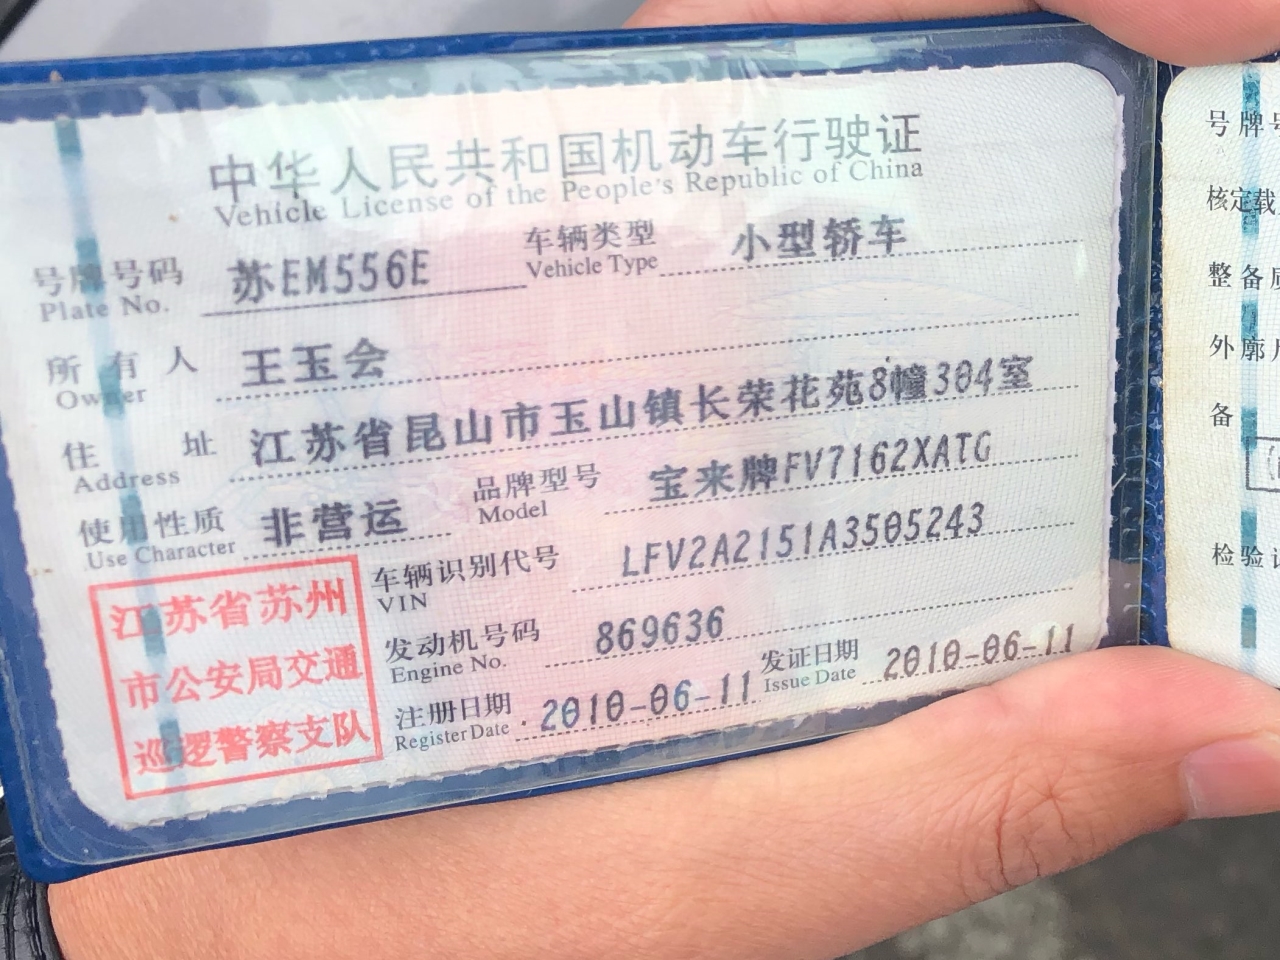 中华人民共和国机动车行驶证
Vehicle License of the People's Republic of China
号牌号码 苏EM556E 车辆类型 小型轿车
Plate No. Vehicle Type
所有人 王玉会
Owner
住址 江苏省昆山市玉山镇长荣花苑8幢304室
Address
使用性质 非营运 品牌型号 宝来牌FV7162XATG
Use Character Model
车辆识别代号 LFV2A2151A3505243
VIN
发动机号码 869636
Engine No.
注册日期 2010-06-11 发证日期 2010-06-11
Register Date Issue Date
江苏省苏州
市公安局交通
巡逻警察支队
号牌号
核定载
整备质
外廓尺
备
检验记